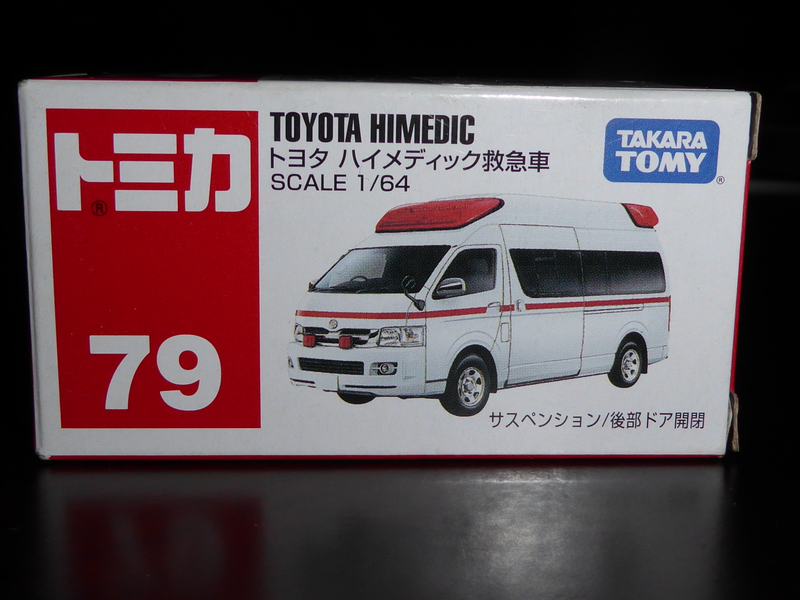 トミカ
®
79
TOYOTA HIMEDIC
トヨタ ハイメディック救急車
SCALE 1/64
TAKARA
TOMY
®
サスペンション/後部ドア開閉